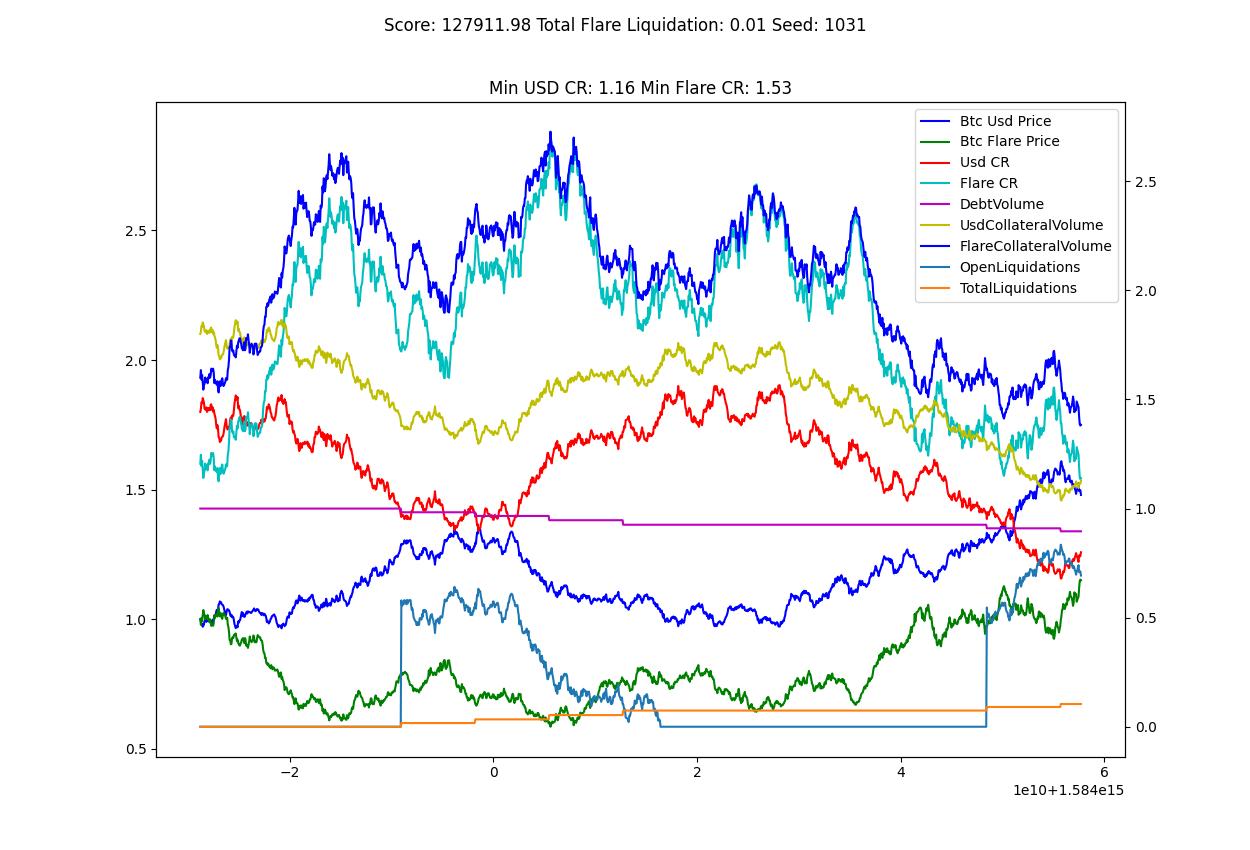 Score: 127911.98 Total Flare Liquidation: 0.01 Seed: 1031
Min USD CR: 1.16 Min Flare CR: 1.53
Btc Usd Price
Btc Flare Price
Usd CR
Flare CR
DebtVolume
UsdCollateralVolume
FlareCollateralVolume
OpenLiquidations
TotalLiquidations
2.5
2.0
1.5
1.0
0.5
2.5
2.0
1.5
1.0
0.5
0.0
−2 0 2 4 6
1e10+1.584e15